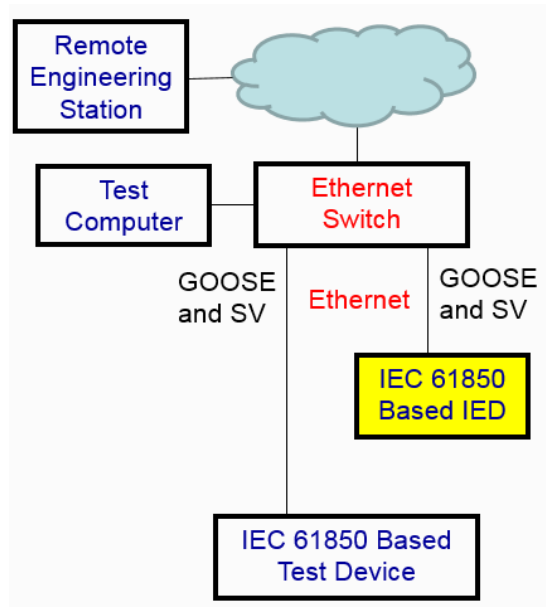 Remote
Engineering
Station
Test
Computer
Ethernet
Switch
GOOSE
and SV
Ethernet
GOOSE
and SV
IEC 61850
Based IED
IEC 61850 Based
Test Device